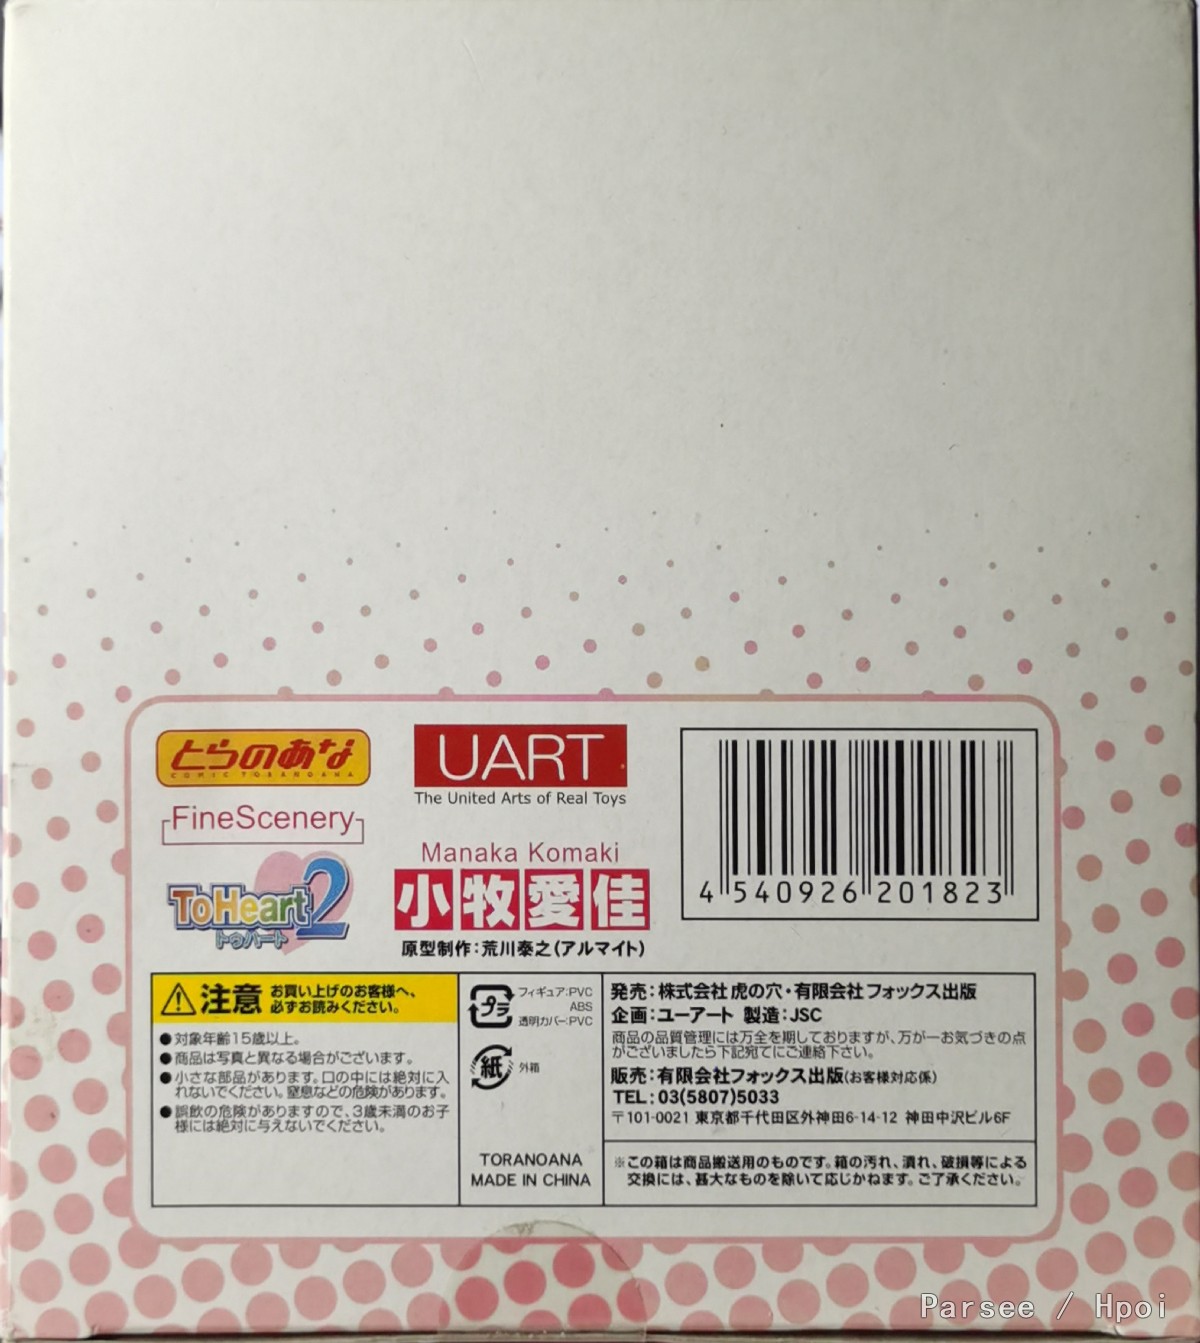 とらのあな
COMIC TORANOANA
FineScenery
ToHeart2
トゥハート
UART
The United Arts of Real Toys
Manaka Komaki
小牧愛佳
原型制作：荒川泰之(アルマイト)
4 540926 201823
注意 お買い上げのお客様へ、
必ずお読みください。
●対象年齢15歳以上。
●商品は写真と異なる場合がございます。
●小さな部品があります。口の中には絶対に入
れないでください。窒息などの危険があります。
●誤飲の危険がありますので、3歳未満のお子
様には絶対に与えないでください。
プラ
フィギュア:PVC
ABS
透明カバー:PVC
紙
外箱
TORANOANA
MADE IN CHINA
発売：株式会社 虎の穴・有限会社 フォックス出版
企画：ユーアート 製造：JSC
商品の品質管理には万全を期しておりますが、万が一お気づきの点
がございましたら下記宛てにご連絡下さい。
販売：有限会社フォックス出版(お客様対応係)
TEL：03(5807)5033
〒101-0021 東京都千代田区外神田6-14-12 神田中沢ビル6F
※この箱は商品搬送用のものです。箱の汚れ、潰れ、破損等による
交換には、甚大なものを除いて応じかねます。ご了承ください。
Parsee / Hpoi